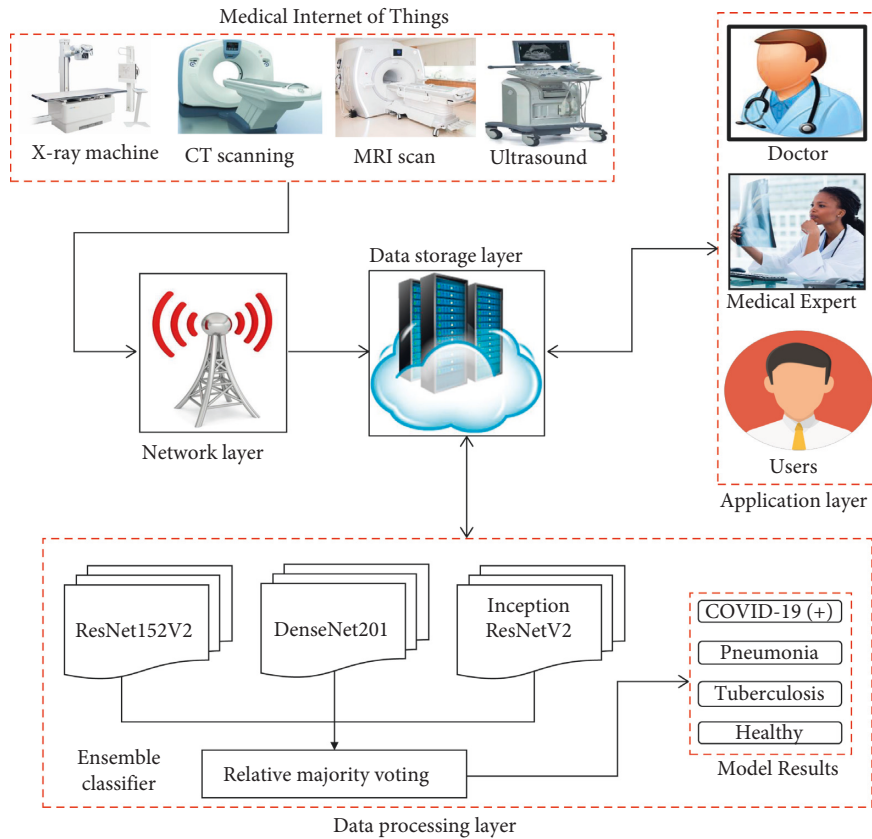 Medical Internet of Things
X-ray machine
CT scanning
MRI scan
Ultrasound
Doctor
Medical Expert
Users
Application layer
Data storage layer
Network layer
ResNet152V2
DenseNet201
Inception
ResNetV2
COVID-19 (+)
Pneumonia
Tuberculosis
Healthy
Model Results
Ensemble
classifier
Relative majority voting
Data processing layer